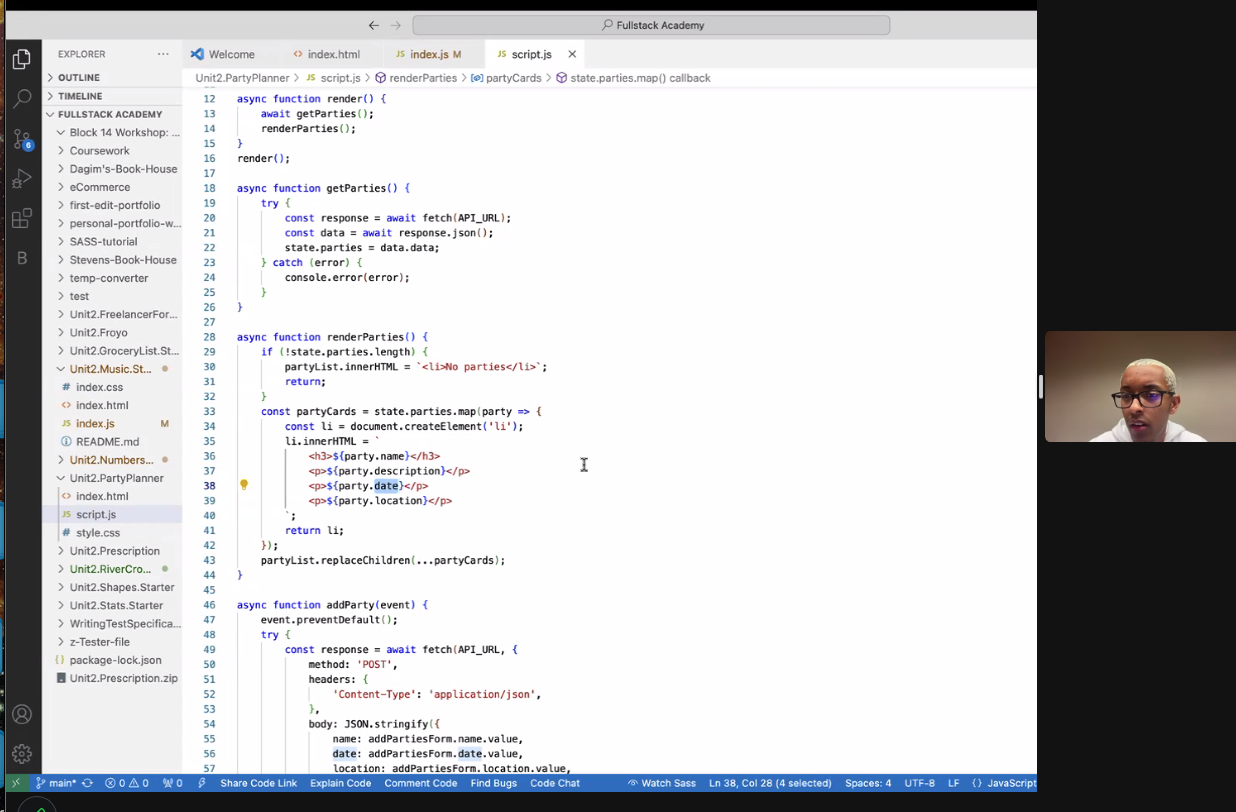 Fullstack Academy
EXPLORER
Welcome
index.html
index.js M
script.js
Unit2.PartyPlanner > script.js > renderParties > partyCards > state.parties.map() callback
OUTLINE
TIMELINE
FULLSTACK ACADEMY
Block 14 Workshop: ...
Coursework
Dagim's-Book-House
eCommerce
first-edit-portfolio
personal-portfolio-w...
SASS-tutorial
Stevens-Book-House
temp-converter
test
Unit2.FreelancerFor...
Unit2.Froyo
Unit2.GroceryList.St...
Unit2.Music.St...
index.css
index.html
index.js M
README.md
Unit2.Numbers...
Unit2.PartyPlanner
index.html
script.js
style.css
Unit2.Prescription
Unit2.RiverCro...
Unit2.Shapes.Starter
Unit2.Stats.Starter
WritingTestSpecifica...
z-Tester-file
package-lock.json
Unit2.Prescription.zip
12 async function render() {
13 await getParties();
14 renderParties();
15 }
16 render();
17
18 async function getParties() {
19 try {
20 const response = await fetch(API_URL);
21 const data = await response.json();
22 state.parties = data.data;
23 } catch (error) {
24 console.error(error);
25 }
26 }
27
28 async function renderParties() {
29 if (!state.parties.length) {
30 partyList.innerHTML = `<li>No parties</li>`;
31 return;
32 }
33 const partyCards = state.parties.map(party => {
34 const li = document.createElement('li');
35 li.innerHTML = `
36 <h3>${party.name}</h3>
37 <p>${party.description}</p>
38 <p>${party.date}</p>
39 <p>${party.location}</p>
40 `;
41 return li;
42 });
43 partyList.replaceChildren(...partyCards);
44 }
45
46 async function addParty(event) {
47 event.preventDefault();
48 try {
49 const response = await fetch(API_URL, {
50 method: 'POST',
51 headers: {
52 'Content-Type': 'application/json',
53 },
54 body: JSON.stringify({
55 name: addPartiesForm.name.value,
56 date: addPartiesForm.date.value,
57 location: addPartiesForm.location.value,
6
B
main* 0 0 0 Share Code Link Explain Code Comment Code Find Bugs Code Chat Watch Sass Ln 38, Col 28 (4 selected) Spaces: 4 UTF-8 LF {} JavaScript